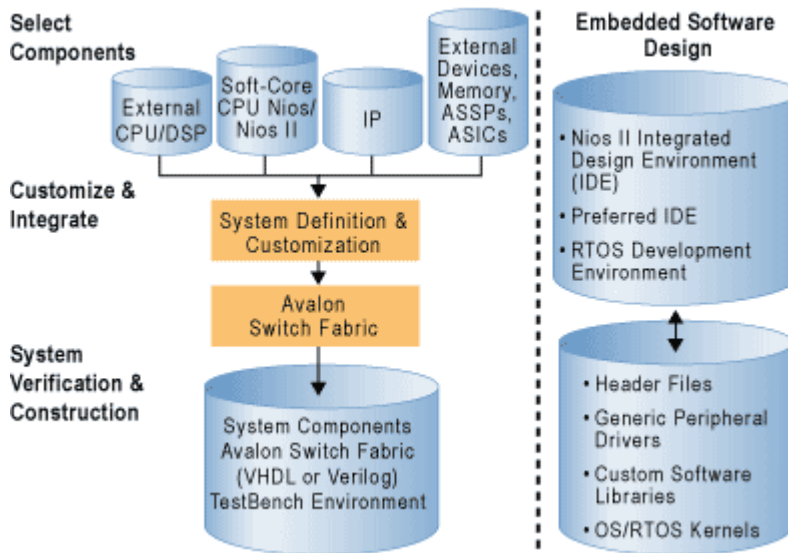 Select
Components
External
CPU/DSP
Soft-Core
CPU Nios/
Nios II
IP
External
Devices,
Memory,
ASSPs,
ASICs
Customize &
Integrate
System Definition &
Customization
Avalon
Switch Fabric
System
Verification &
Construction
System Components
Avalon Switch Fabric
(VHDL or Verilog)
TestBench Environment
Embedded Software
Design
• Nios II Integrated
Design Environment
(IDE)
• Preferred IDE
• RTOS Development
Environment
• Header Files
• Generic Peripheral
Drivers
• Custom Software
Libraries
• OS/RTOS Kernels